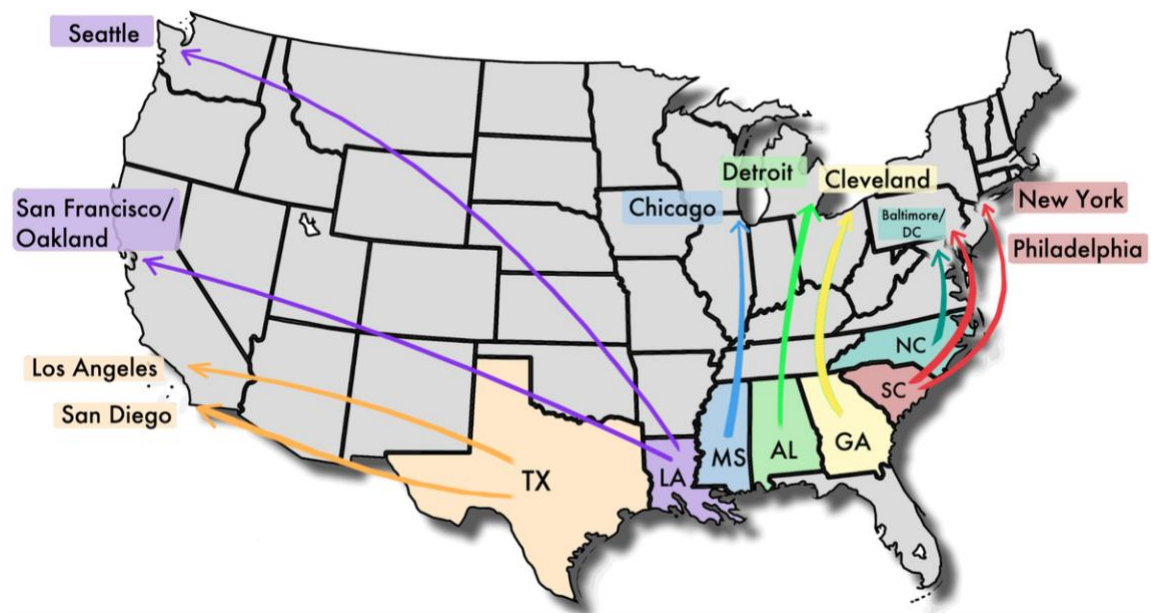 Seattle
San Francisco/
Oakland
Los Angeles
San Diego
Detroit
Cleveland
Chicago
Baltimore/
DC
New York
Philadelphia
NC
SC
TX
LA
MS
AL
GA